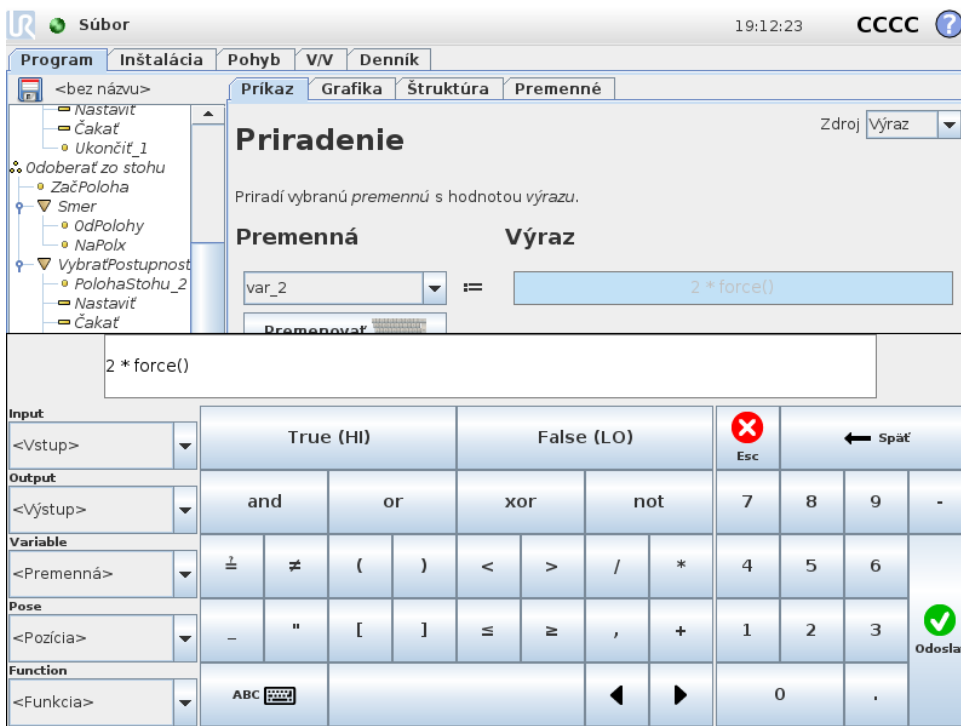 UR Súbor 19:12:23 CCCC ?
Program Inštalácia Pohyb V/V Denník
<bez názvu> Príkaz Grafika Štruktúra Premenné
Nastaviť
Čakať
Ukončiť_1
Odoberať zo stohu
ZačPoloha
Smer
OdPolohy
NaPolx
VybraťPostupnost
PolohaStohu_2
Nastaviť
Čakať
Zdroj Výraz
Priradenie
Priradí vybranú premennú s hodnotou výrazu.
Premenná Výraz
var_2 := 2 * force()
Premenovať
2 * force()
Input
<Vstup>
Output
<Výstup>
Variable
<Premenná>
Pose
<Pozícia>
Function
<Funkcia>
True (HI) False (LO) Esc Späť
and or xor not 7 8 9 -
≟ ≠ ( ) < > / * 4 5 6
_ " [ ] ≤ ≥ , + 1 2 3
Odoslať
ABC 0 .